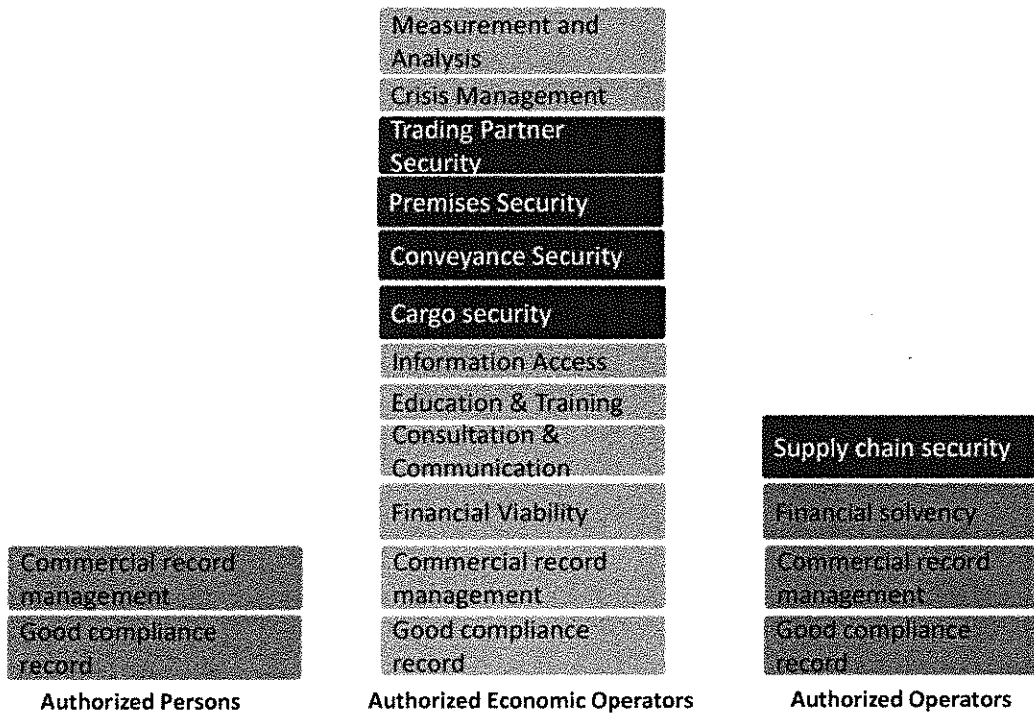 Measurement and
Analysis
Crisis Management
Trading Partner
Security
Premises Security
Conveyance Security
Cargo security
Information Access
Education & Training
Consultation &
Communication
Financial Viability
Commercial record
management
Good compliance
record
Authorized Economic Operators
Commercial record
management
Good compliance
record
Authorized Persons
Supply chain security
Financial solvency
Commercial record
management
Good compliance
record
Authorized Operators